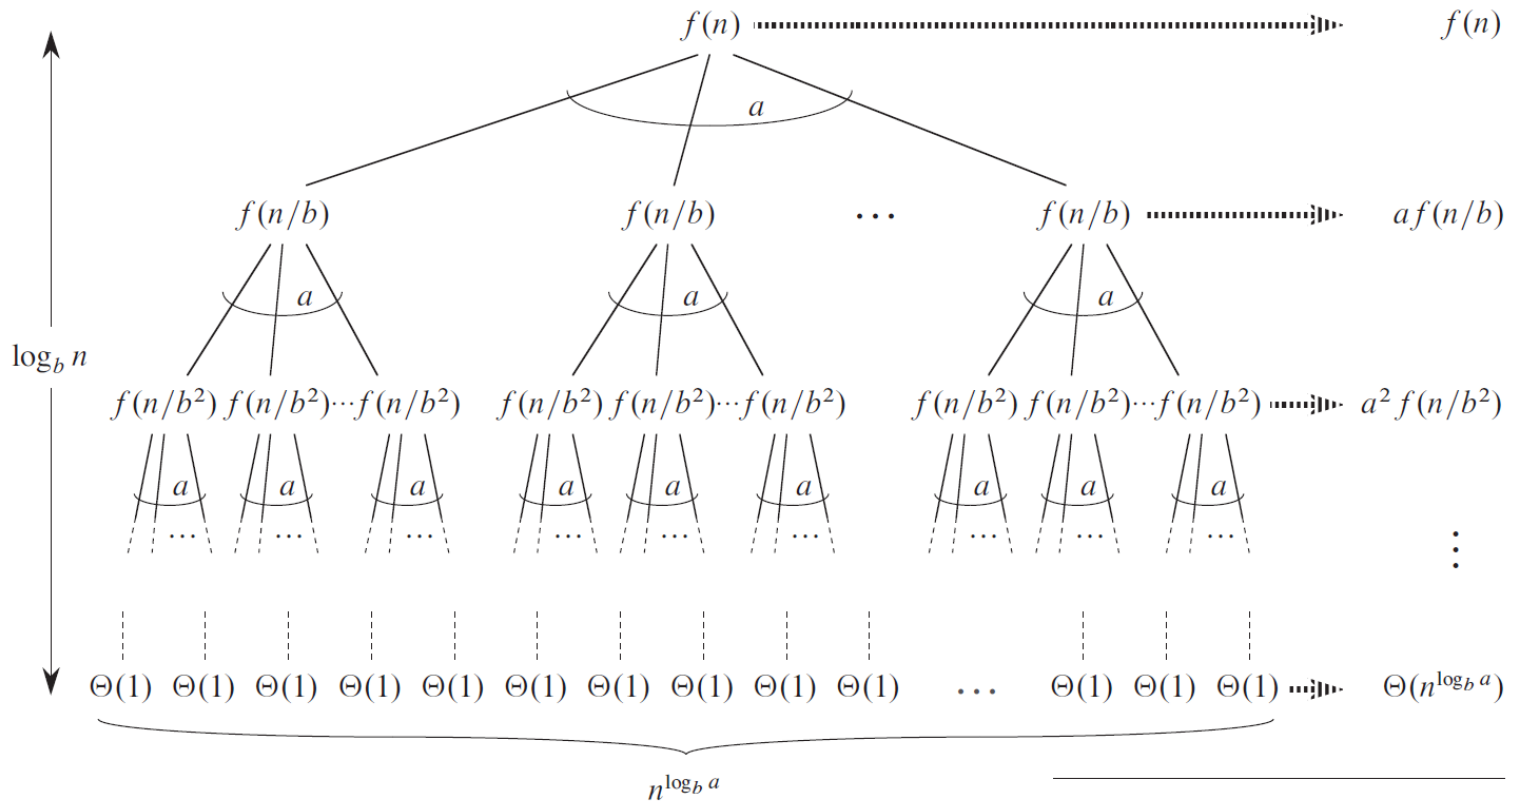 f(n) f(n)
a
f(n/b) f(n/b) ··· f(n/b) af(n/b)
a a a
log_b n
f(n/b²) f(n/b²)···f(n/b²) f(n/b²) f(n/b²)···f(n/b²) f(n/b²) f(n/b²)···f(n/b²) a² f(n/b²)
a a a a a a a a a
··· ··· ··· ··· ··· ··· ··· ··· ··· ⋮
Θ(1) Θ(1) Θ(1) Θ(1) Θ(1) Θ(1) Θ(1) Θ(1) Θ(1) Θ(1) ··· Θ(1) Θ(1) Θ(1) Θ(n^{log_b a})
n^{log_b a}